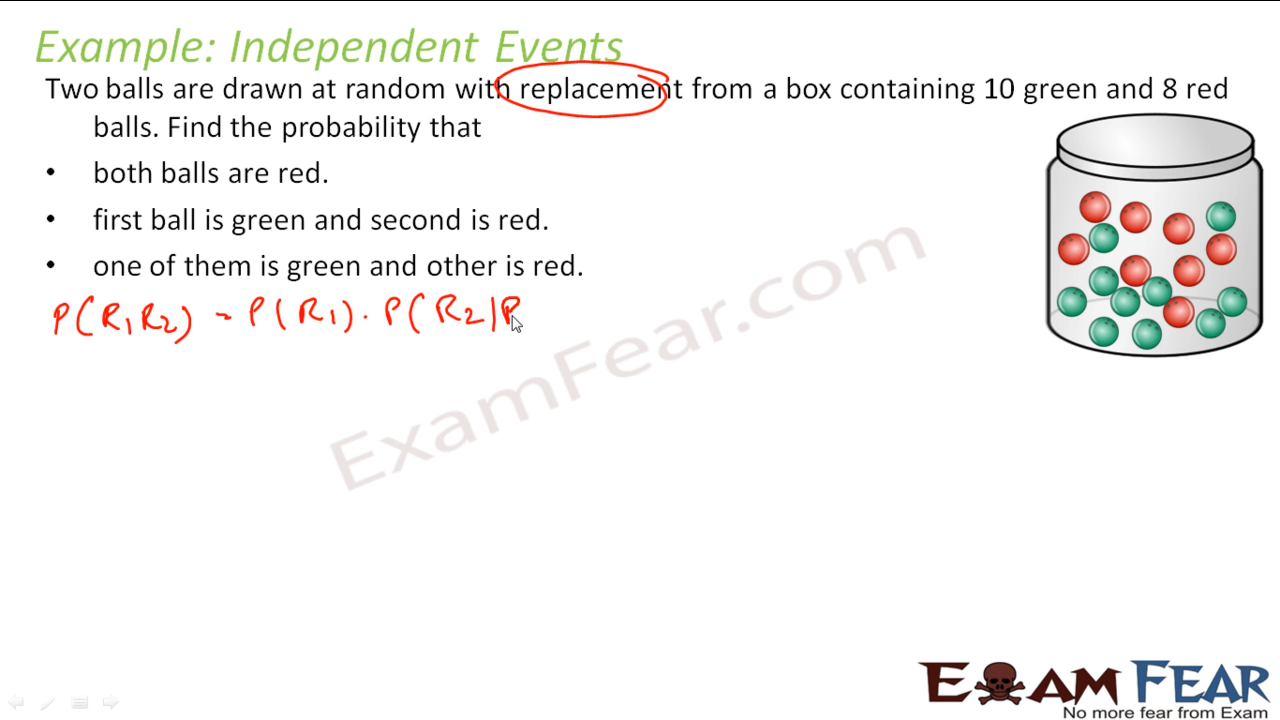 Example: Independent Events
Two balls are drawn at random with replacement from a box containing 10 green and 8 red
balls. Find the probability that
• both balls are red.
• first ball is green and second is red.
• one of them is green and other is red.
P(R₁R₂) = P(R₁) . P(R₂|R
ExamFear.com
EXAM FEAR
No more fear from Exam